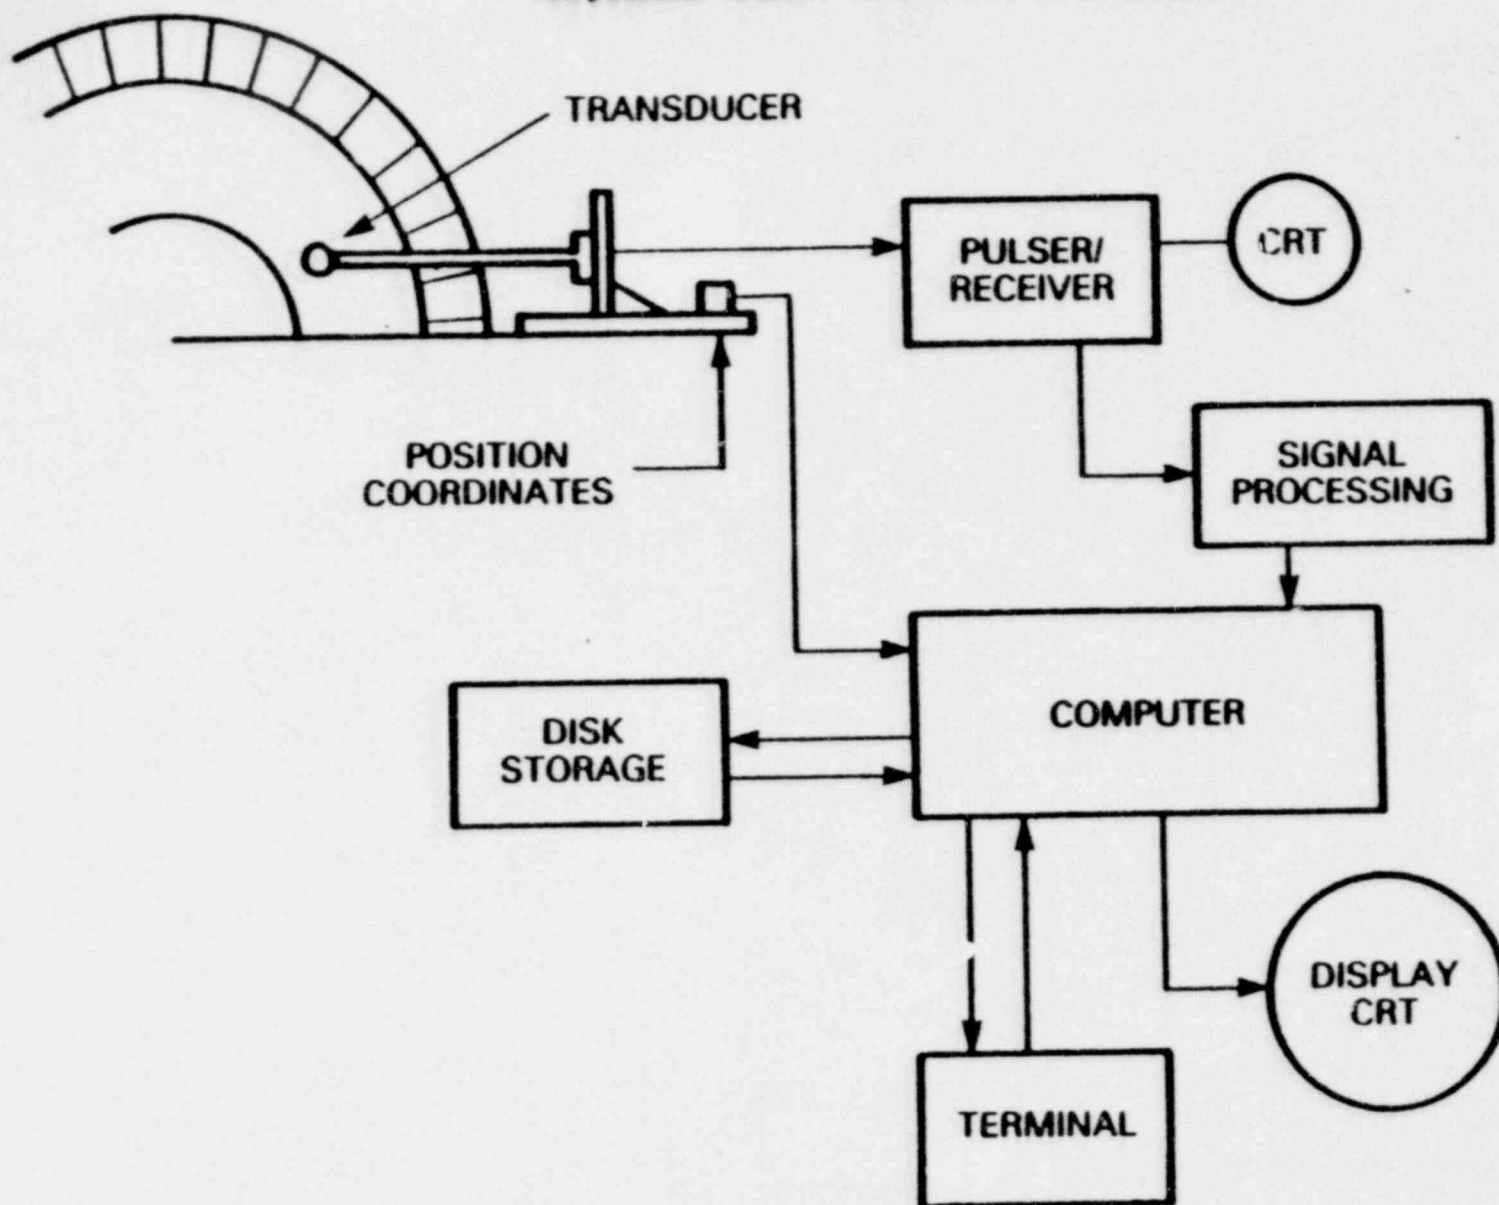 TRANSDUCER
PULSER/
RECEIVER
CRT
POSITION
COORDINATES
SIGNAL
PROCESSING
COMPUTER
DISK
STORAGE
DISPLAY
CRT
TERMINAL